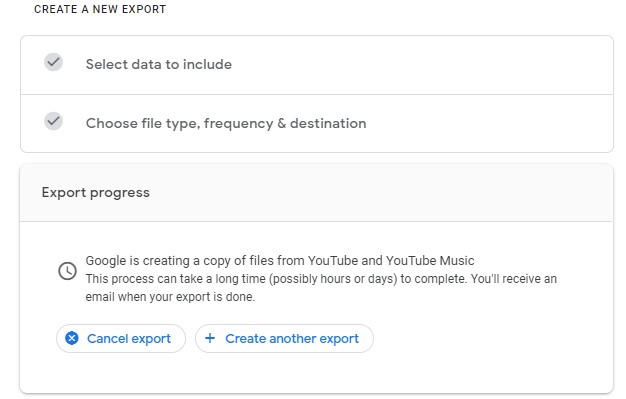 CREATE A NEW EXPORT
Select data to include
Choose file type, frequency & destination
Export progress
Google is creating a copy of files from YouTube and YouTube Music
This process can take a long time (possibly hours or days) to complete. You'll receive an
email when your export is done.
Cancel export
Create another export